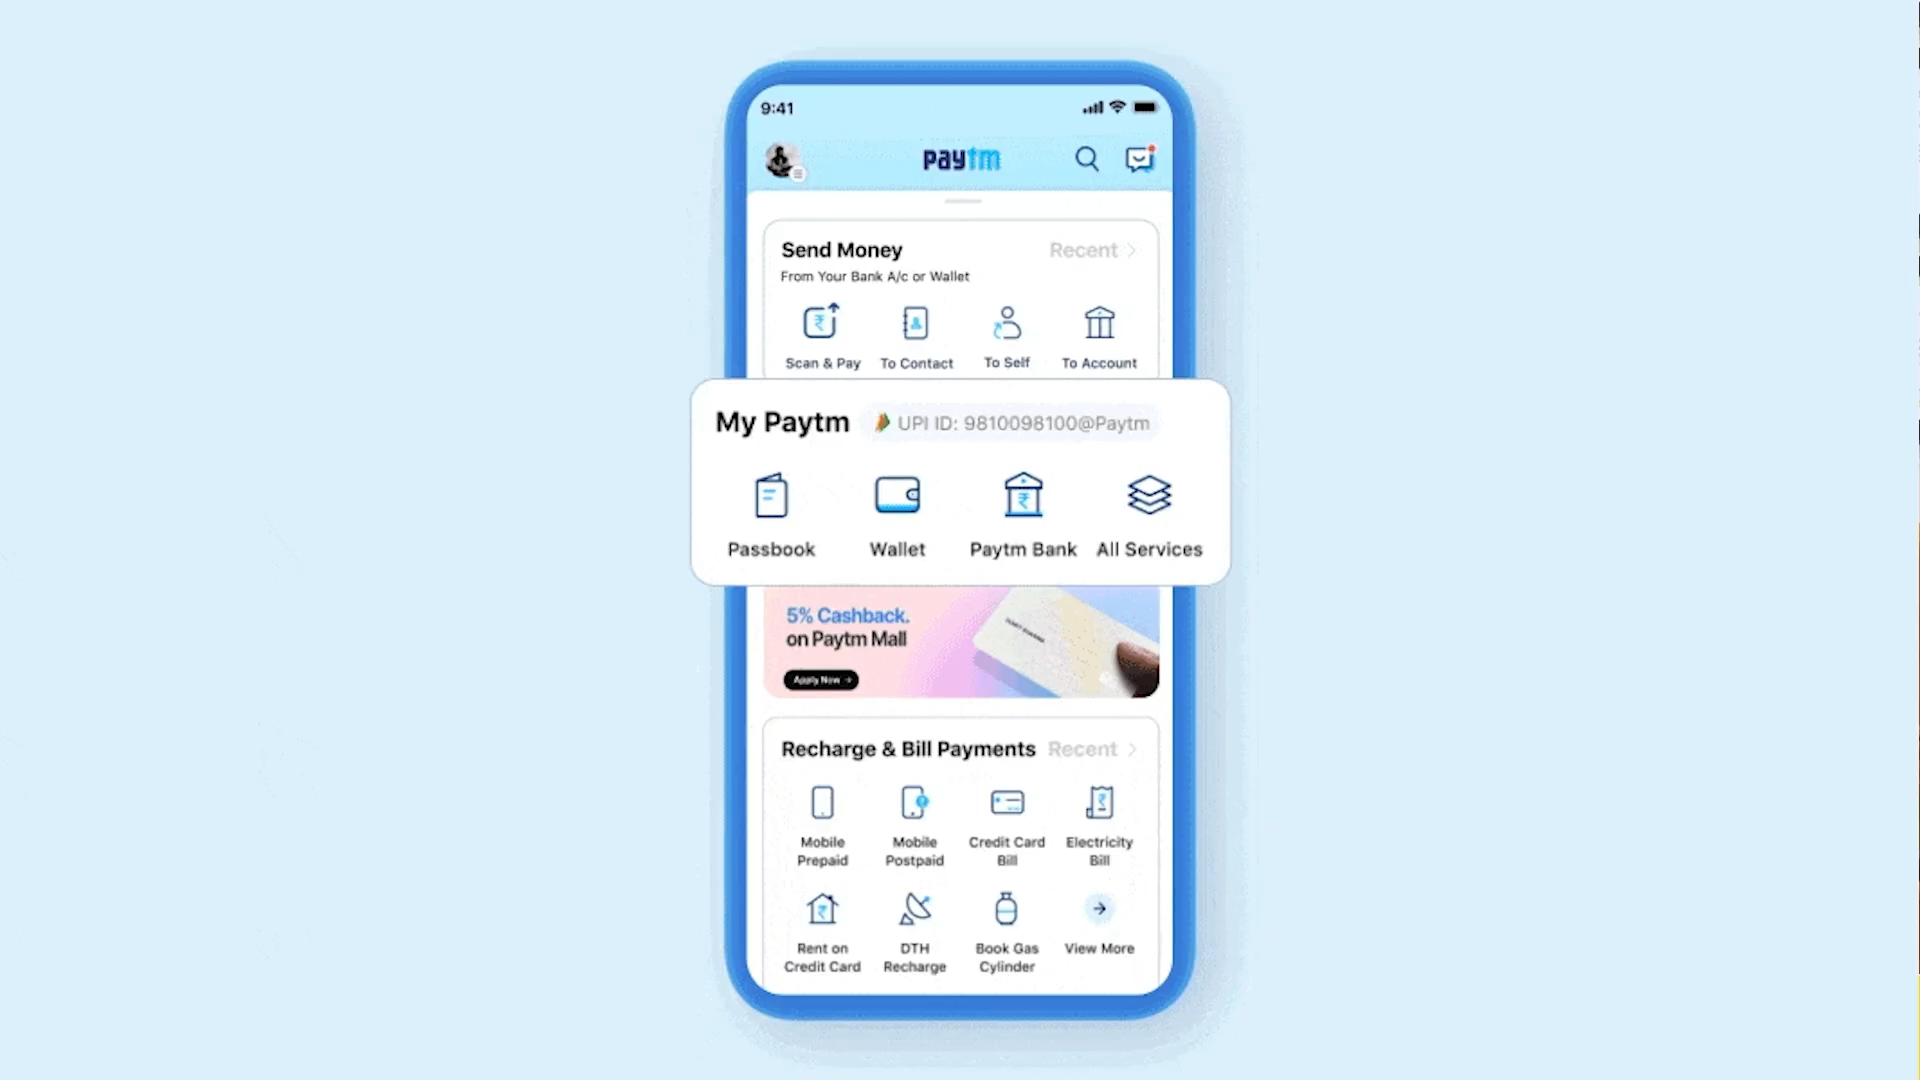 9:41
paytm
Send Money
Recent
From Your Bank A/c or Wallet
Scan & Pay
To Contact
To Self
To Account
My Paytm
UPI ID: 9810098100@Paytm
Passbook
Wallet
Paytm Bank
All Services
5% Cashback.
on Paytm Mall
Apply Now →
Recharge & Bill Payments
Recent
Mobile
Prepaid
Mobile
Postpaid
Credit Card
Bill
Electricity
Bill
Rent on
Credit Card
DTH
Recharge
Book Gas
Cylinder
View More